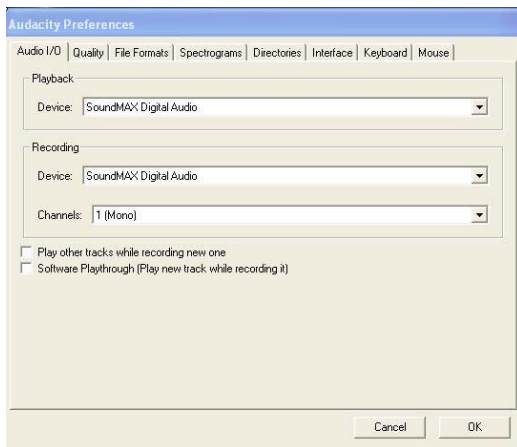 Audacity Preferences
Audio I/O Quality File Formats Spectrograms Directories Interface Keyboard Mouse
Playback
Device: SoundMAX Digital Audio
Recording
Device: SoundMAX Digital Audio
Channels: 1 (Mono)
Play other tracks while recording new one
Software Playthrough (Play new track while recording it)
Cancel OK